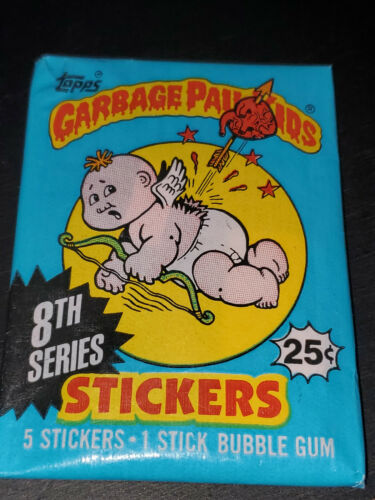 Topps ®
GARBAGE PAIL KIDS ®
8TH
SERIES
25¢
STICKERS
5 STICKERS • 1 STICK BUBBLE GUM